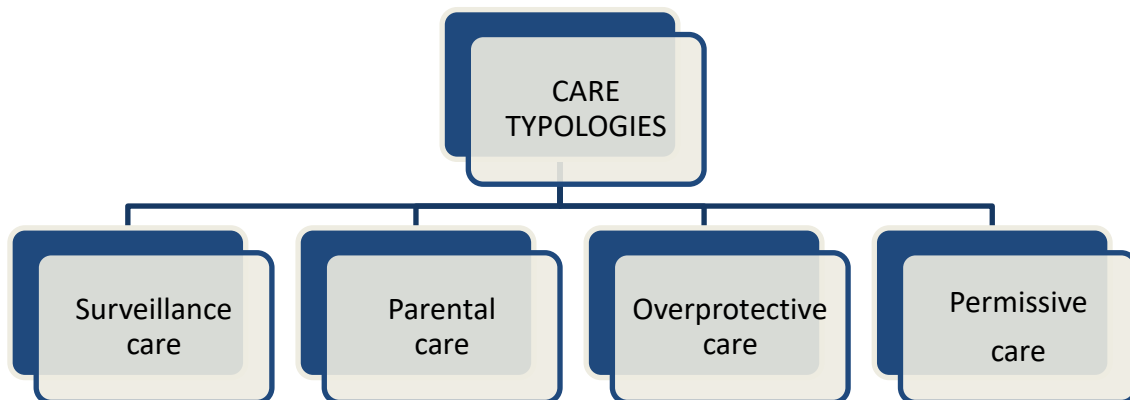 CARE
TYPOLOGIES
Surveillance
care
Parental
care
Overprotective
care
Permissive
care